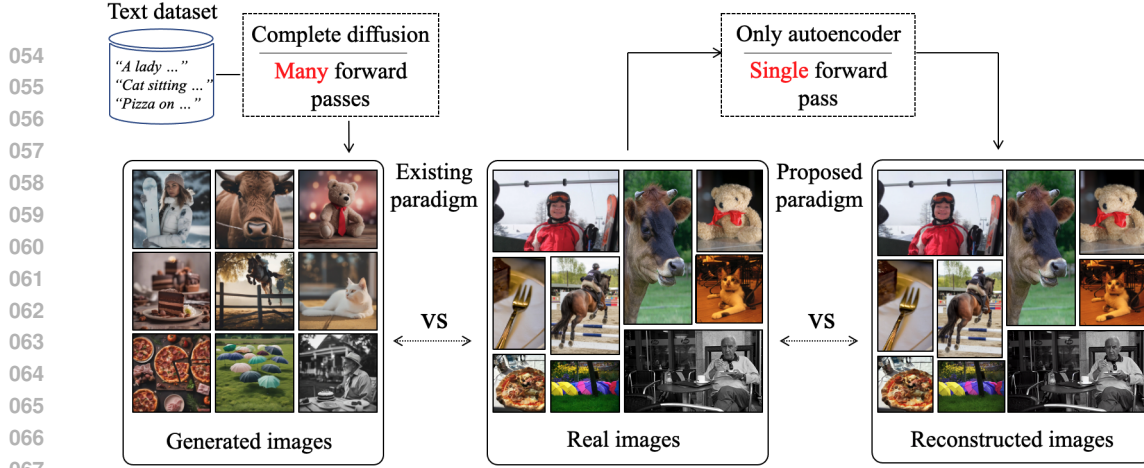 Text dataset
“A lady …”
“Cat sitting …”
“Pizza on …”
Complete diffusion
Many forward
passes
Only autoencoder
Single forward
pass
054
055
056
057
058
059
060
061
062
063
064
065
066
067
Existing
paradigm
vs
Proposed
paradigm
vs
Generated images
Real images
Reconstructed images